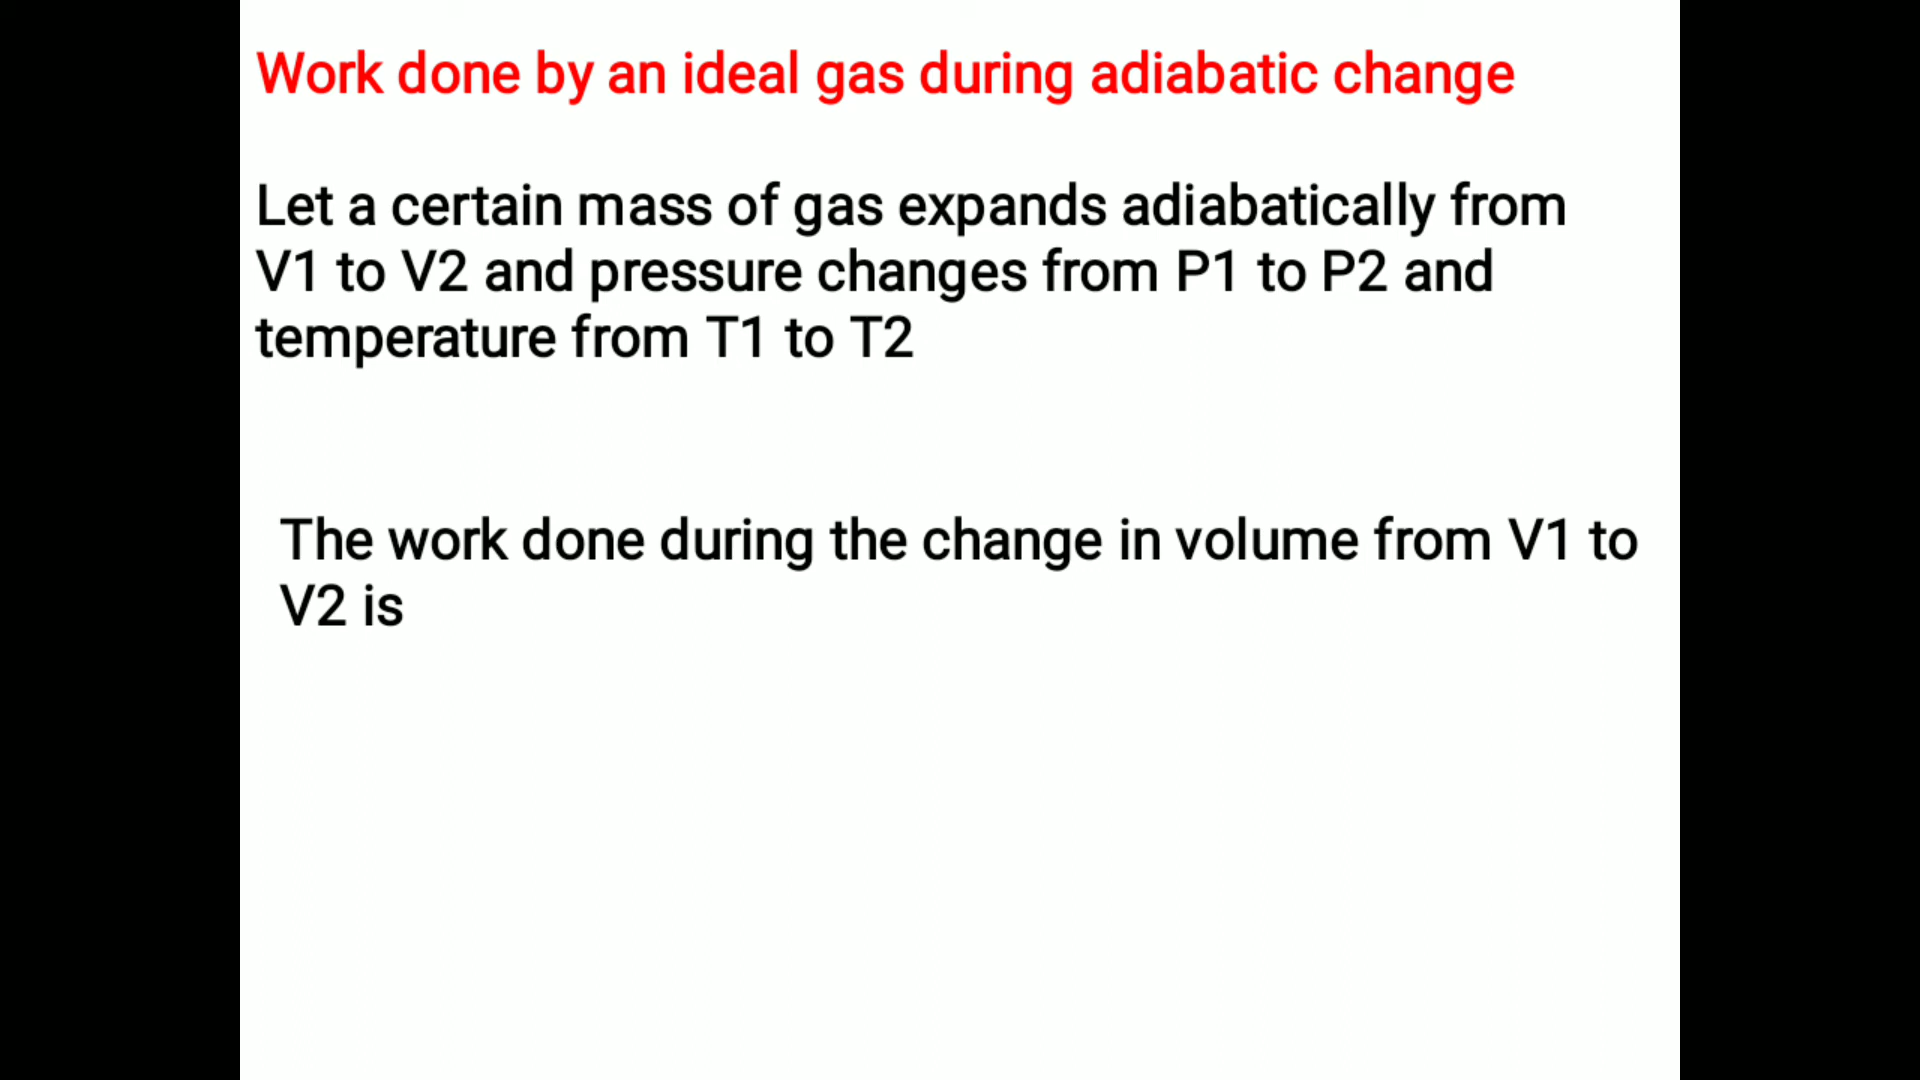 Work done by an ideal gas during adiabatic change
Let a certain mass of gas expands adiabatically from
V1 to V2 and pressure changes from P1 to P2 and
temperature from T1 to T2
The work done during the change in volume from V1 to
V2 is